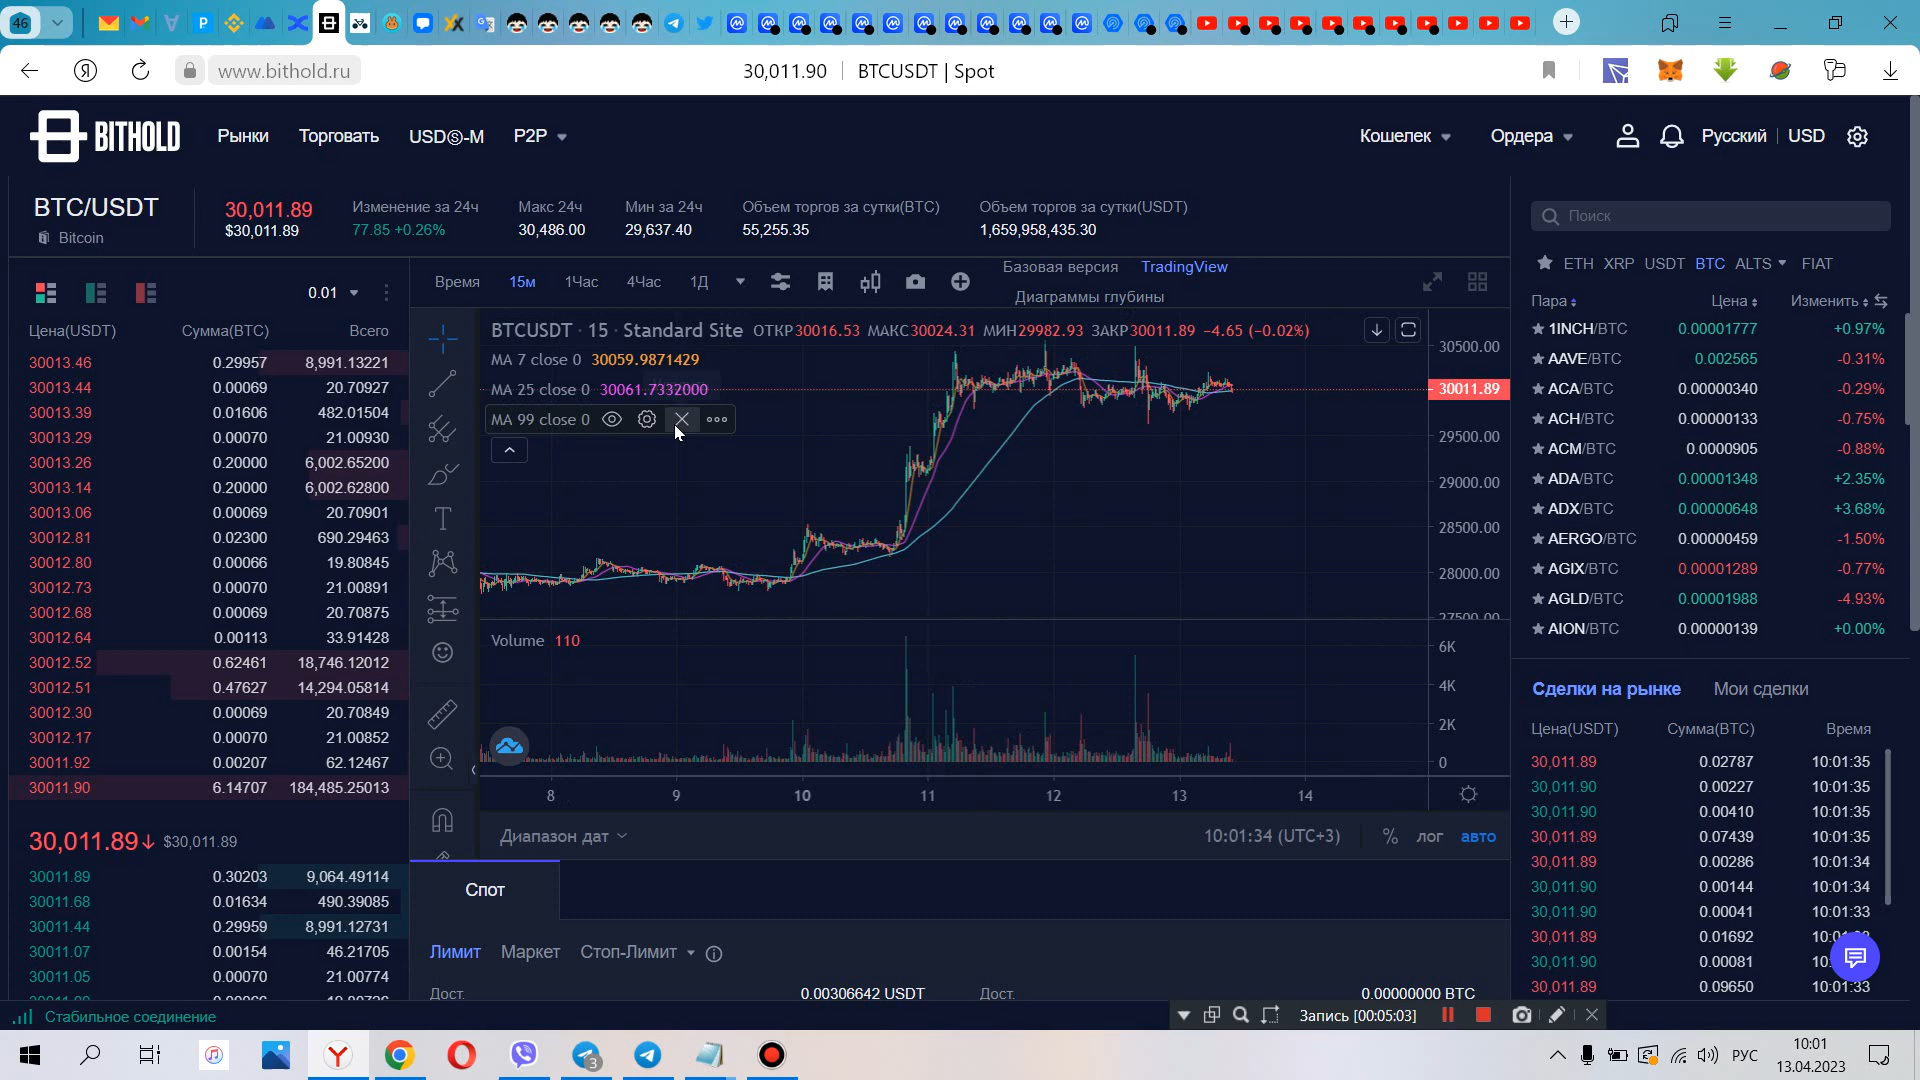 46
www.bithold.ru
30,011.90 BTCUSDT | Spot
BITHOLD
Рынки Торговать USDⓈ-M P2P
Кошелек Ордера Русский USD
BTC/USDT
Bitcoin
30,011.89
$30,011.89
Изменение за 24ч
77.85 +0.26%
Макс 24ч
30,486.00
Мин за 24ч
29,637.40
Объем торгов за сутки(BTC)
55,255.35
Объем торгов за сутки(USDT)
1,659,958,435.30
0.01
Цена(USDT) Сумма(BTC) Всего
30013.46 0.29957 8,991.13221
30013.44 0.00069 20.70927
30013.39 0.01606 482.01504
30013.29 0.00070 21.00930
30013.26 0.20000 6,002.65200
30013.14 0.20000 6,002.62800
30013.06 0.00069 20.70901
30012.81 0.02300 690.29463
30012.80 0.00066 19.80845
30012.73 0.00070 21.00891
30012.68 0.00069 20.70875
30012.64 0.00113 33.91428
30012.52 0.62461 18,746.12012
30012.51 0.47627 14,294.05814
30012.30 0.00069 20.70849
30012.17 0.00070 21.00852
30011.92 0.00207 62.12467
30011.90 6.14707 184,485.25013
30,011.89 $30,011.89
30011.89 0.30203 9,064.49114
30011.68 0.01634 490.39085
30011.44 0.29959 8,991.12731
30011.07 0.00154 46.21705
30011.05 0.00070 21.00774
Время 15м 1Час 4Час 1Д
Базовая версия TradingView
Диаграммы глубины
BTCUSDT · 15 · Standard Site ОТКР30016.53 МАКС30024.31 МИН29982.93 ЗАКР30011.89 −4.65 (−0.02%)
MA 7 close 0 30059.9871429
MA 25 close 0 30061.7332000
MA 99 close 0
30500.00
30011.89
29500.00
29000.00
28500.00
28000.00
27500.00
Volume 110
6K
4K
2K
0
8 9 10 11 12 13 14
Диапазон дат
10:01:34 (UTC+3) % лог авто
Спот
Лимит Маркет Стоп-Лимит
Дост. 0.00306642 USDT Дост. 0.00000000 BTC
Поиск
ETH XRP USDT BTC ALTS FIAT
Пара Цена Изменить
1INCH/BTC 0.00001777 +0.97%
AAVE/BTC 0.002565 -0.31%
ACA/BTC 0.00000340 -0.29%
ACH/BTC 0.00000133 -0.75%
ACM/BTC 0.0000905 -0.88%
ADA/BTC 0.00001348 +2.35%
ADX/BTC 0.00000648 +3.68%
AERGO/BTC 0.00000459 -1.50%
AGIX/BTC 0.00001289 -0.77%
AGLD/BTC 0.00001988 -4.93%
AION/BTC 0.00000139 +0.00%
Сделки на рынке Мои сделки
Цена(USDT) Сумма(BTC) Время
30,011.89 0.02787 10:01:35
30,011.90 0.00227 10:01:35
30,011.90 0.00410 10:01:35
30,011.89 0.07439 10:01:35
30,011.89 0.00286 10:01:34
30,011.90 0.00144 10:01:34
30,011.90 0.00041 10:01:33
30,011.89 0.01692
30,011.90 0.00081
30,011.89 0.09650 10:01:33
Стабильное соединение
Запись [00:05:03]
3
РУС
10:01
13.04.2023